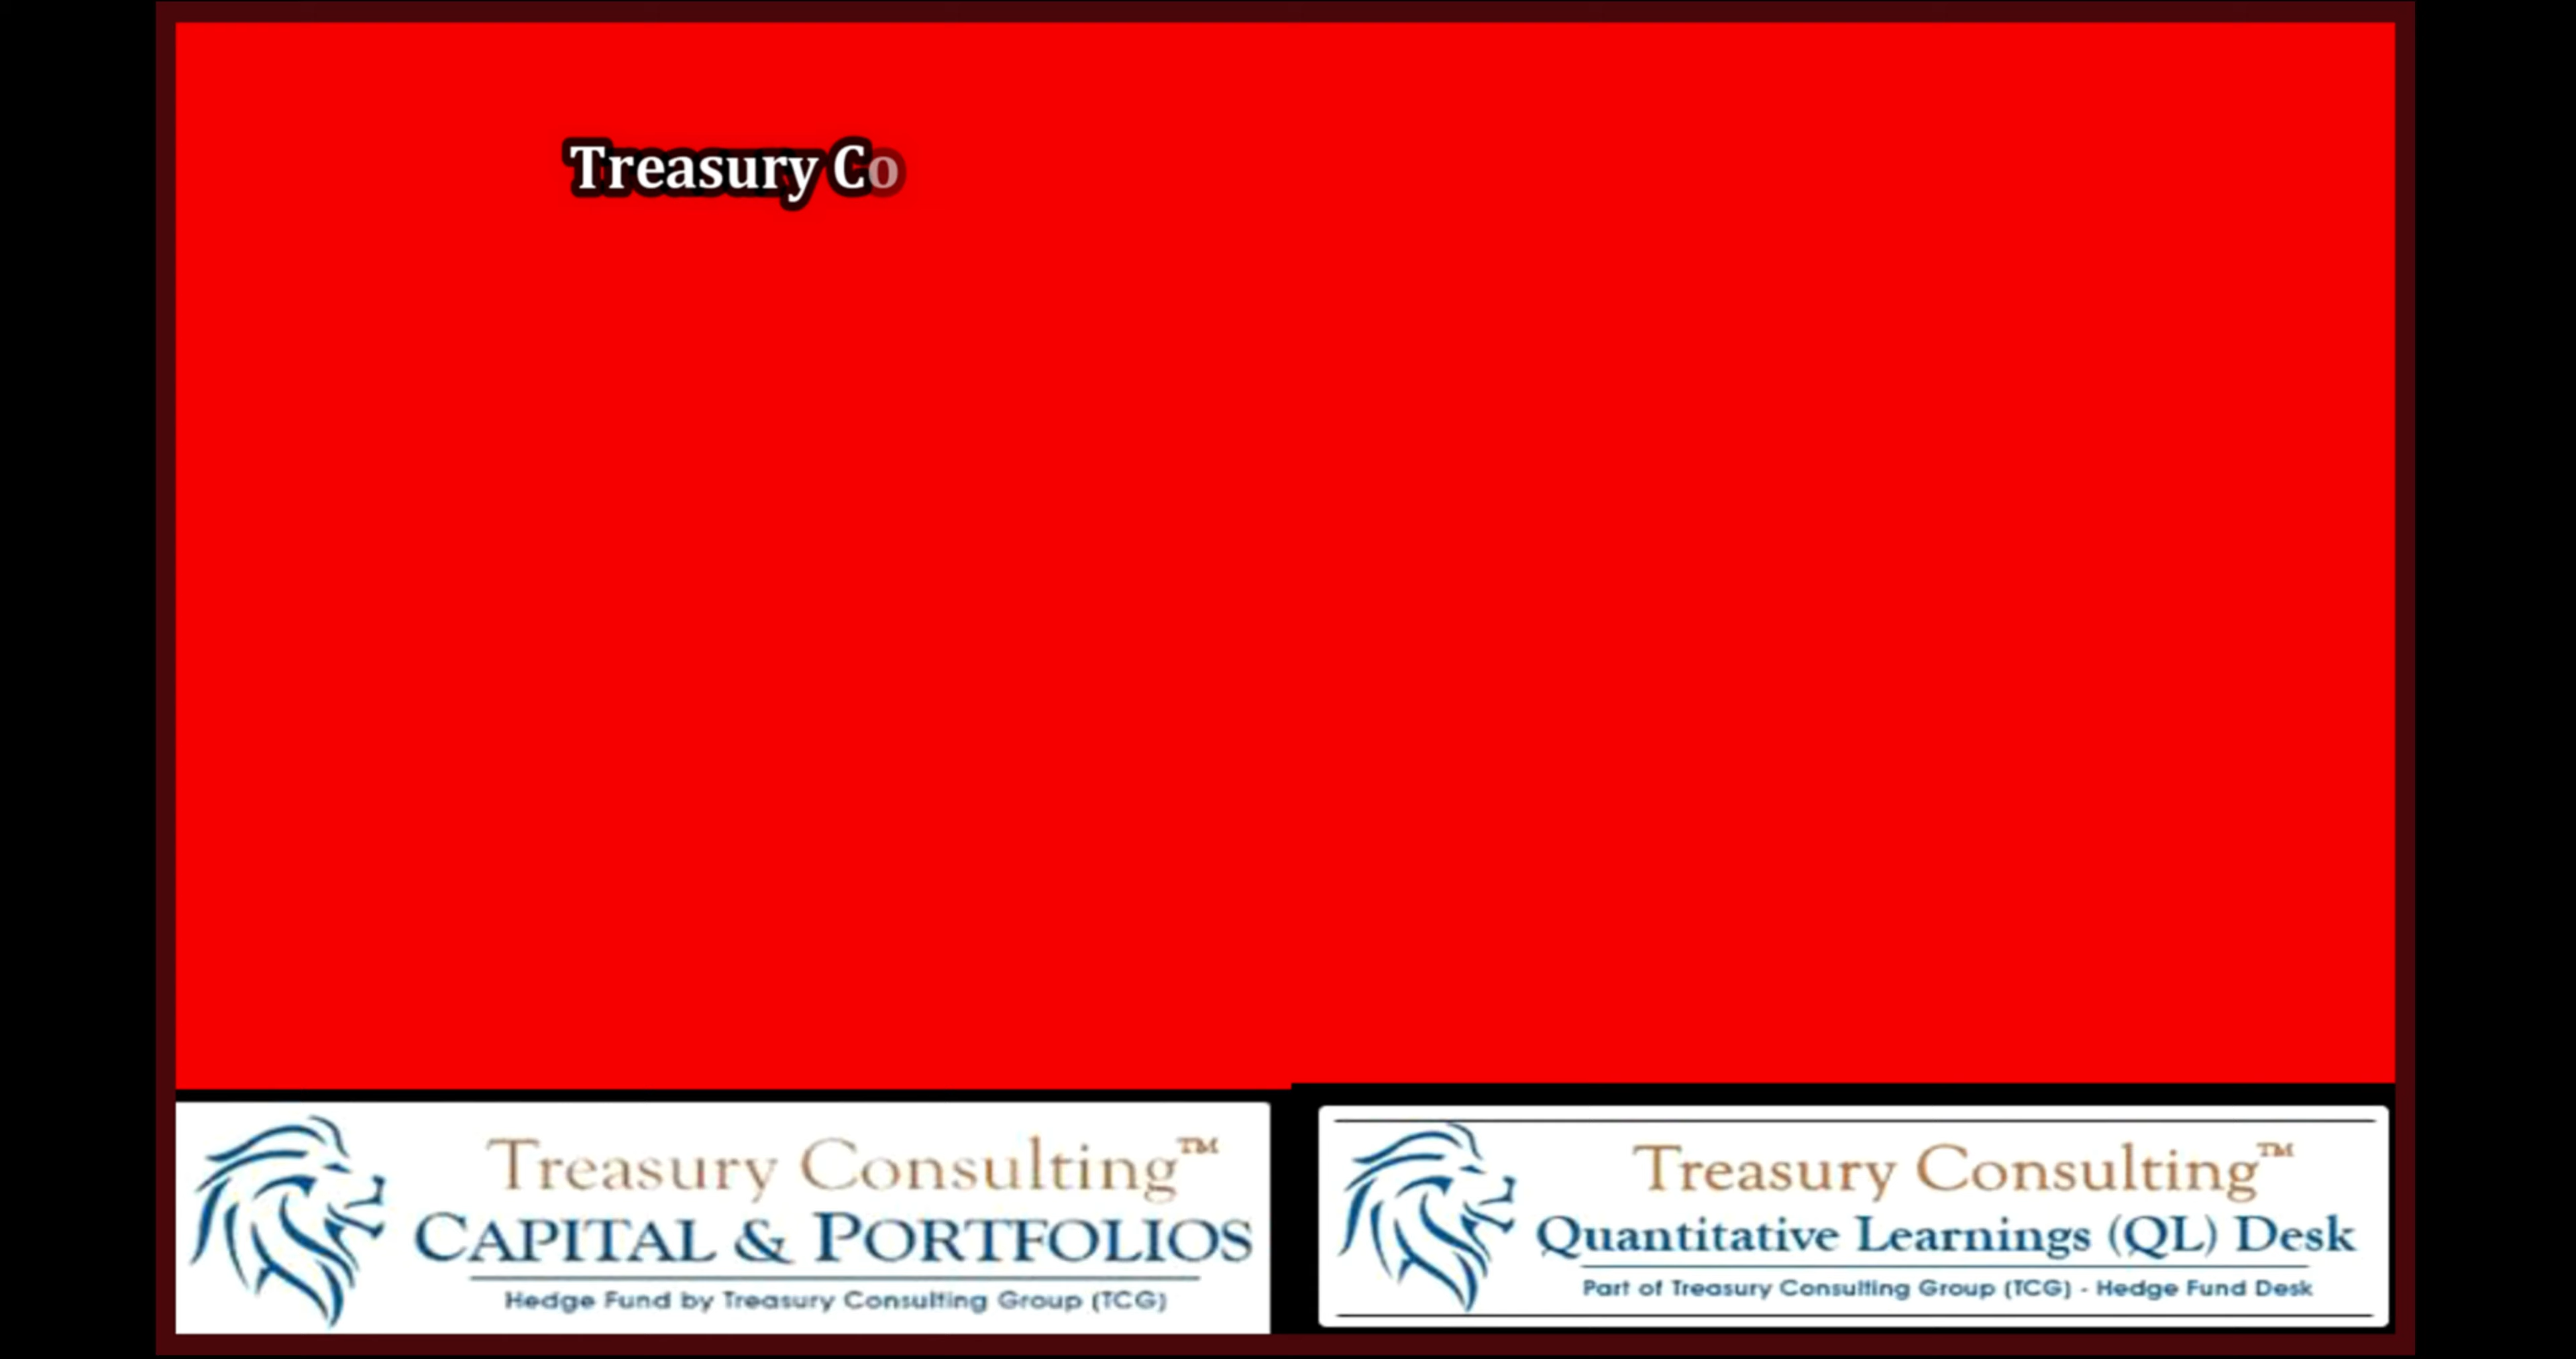 Treasury Co
Treasury Consulting™
CAPITAL & PORTFOLIOS
Hedge Fund by Treasury Consulting Group (TCG)
Treasury Consulting™
Quantitative Learnings (QL) Desk
Part of Treasury Consulting Group (TCG) - Hedge Fund Desk